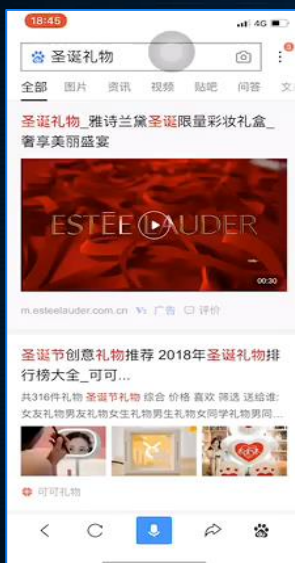 18:45
4G
圣诞礼物
全部 图片 资讯 视频 贴吧 问答 文
圣诞礼物_雅诗兰黛圣诞限量彩妆礼盒_
奢享美丽盛宴
ESTĒE LAUDER
00:30
m.esteelauder.com.cn V3 广告 评价
圣诞节创意礼物推荐 2018年圣诞礼物排
行榜大全_可可...
共316件礼物 圣诞节礼物 综合 价格 喜欢 筛选 送给谁:
女友礼物男友礼物女生礼物男生礼物女同学礼物男同...
可可礼物